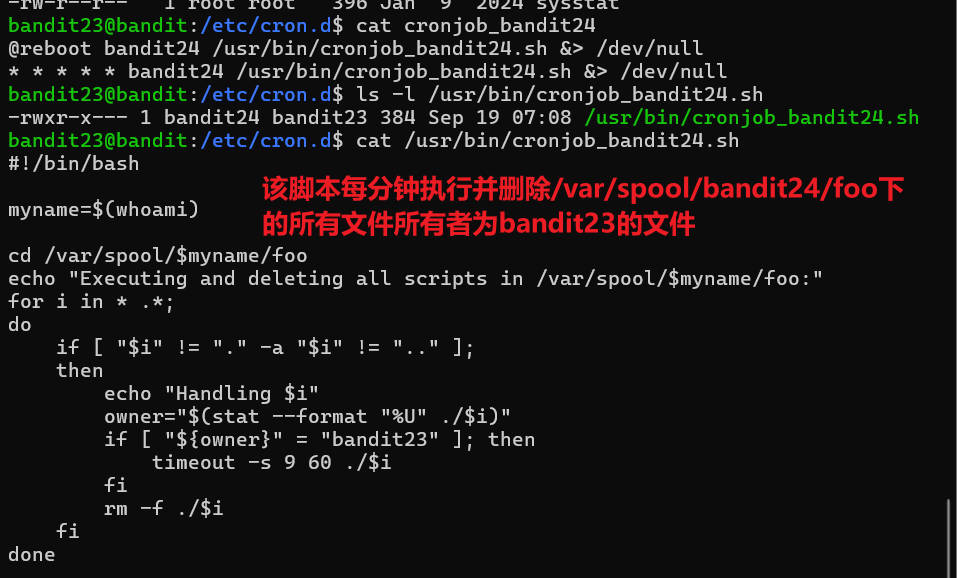 -rw-r--r--   1 root root   396 Jan  9  2024 sysstat
bandit23@bandit:/etc/cron.d$ cat cronjob_bandit24
@reboot bandit24 /usr/bin/cronjob_bandit24.sh &> /dev/null
* * * * * bandit24 /usr/bin/cronjob_bandit24.sh &> /dev/null
bandit23@bandit:/etc/cron.d$ ls -l /usr/bin/cronjob_bandit24.sh
-rwxr-x--- 1 bandit24 bandit23 384 Sep 19 07:08 /usr/bin/cronjob_bandit24.sh
bandit23@bandit:/etc/cron.d$ cat /usr/bin/cronjob_bandit24.sh
#!/bin/bash
该脚本每分钟执行并删除/var/spool/bandit24/foo下
的所有文件所有者为bandit23的文件
myname=$(whoami)
cd /var/spool/$myname/foo
echo "Executing and deleting all scripts in /var/spool/$myname/foo:"
for i in * .*;
do
    if [ "$i" != "." -a "$i" != ".." ];
    then
        echo "Handling $i"
        owner="$(stat --format "%U" ./$i)"
        if [ "${owner}" = "bandit23" ]; then
            timeout -s 9 60 ./$i
        fi
        rm -f ./$i
    fi
done